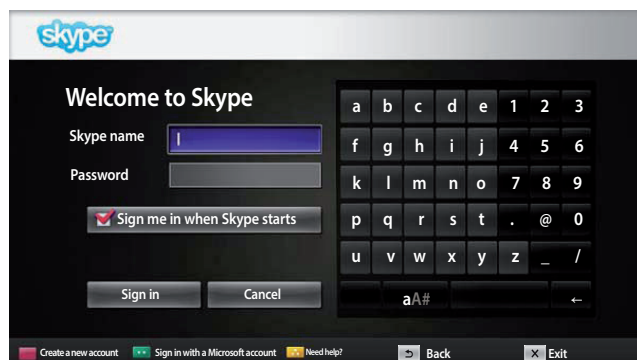 skype
Welcome to Skype
Skype name
Password
Sign me in when Skype starts
Sign in Cancel
a b c d e 1 2 3
f g h i j 4 5 6
k l m n o 7 8 9
p q r s t . @ 0
u v w x y z _ /
aA# ←
Create a new account Sign in with a Microsoft account Need help? Back X Exit